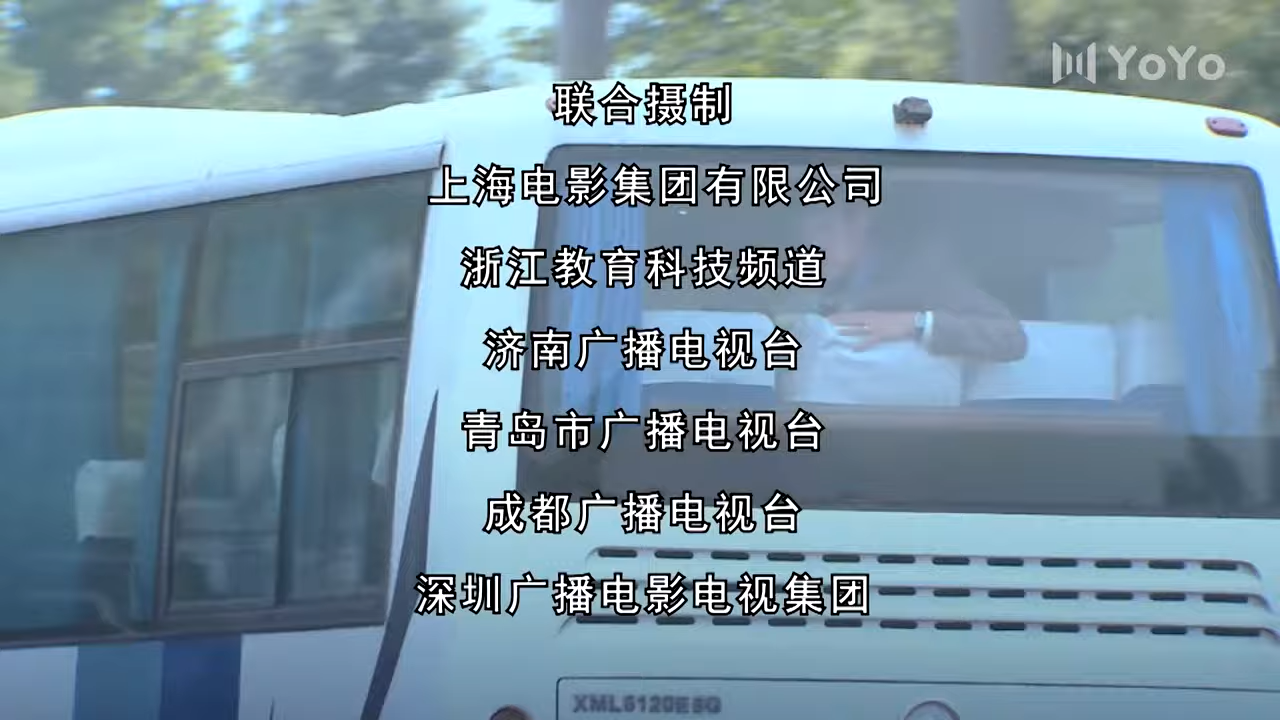 YoYo
联合摄制
上海电影集团有限公司
浙江教育科技频道
济南广播电视台
青岛市广播电视台
成都广播电视台
深圳广播电影电视集团